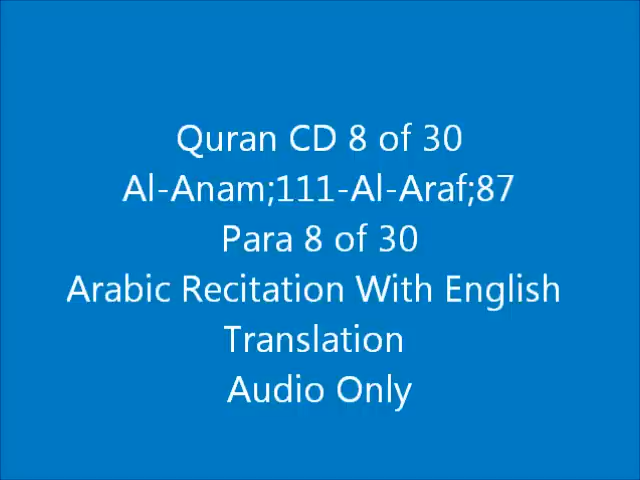 Quran CD 8 of 30
Al-Anam;111-Al-Araf;87
Para 8 of 30
Arabic Recitation With English
Translation
Audio Only